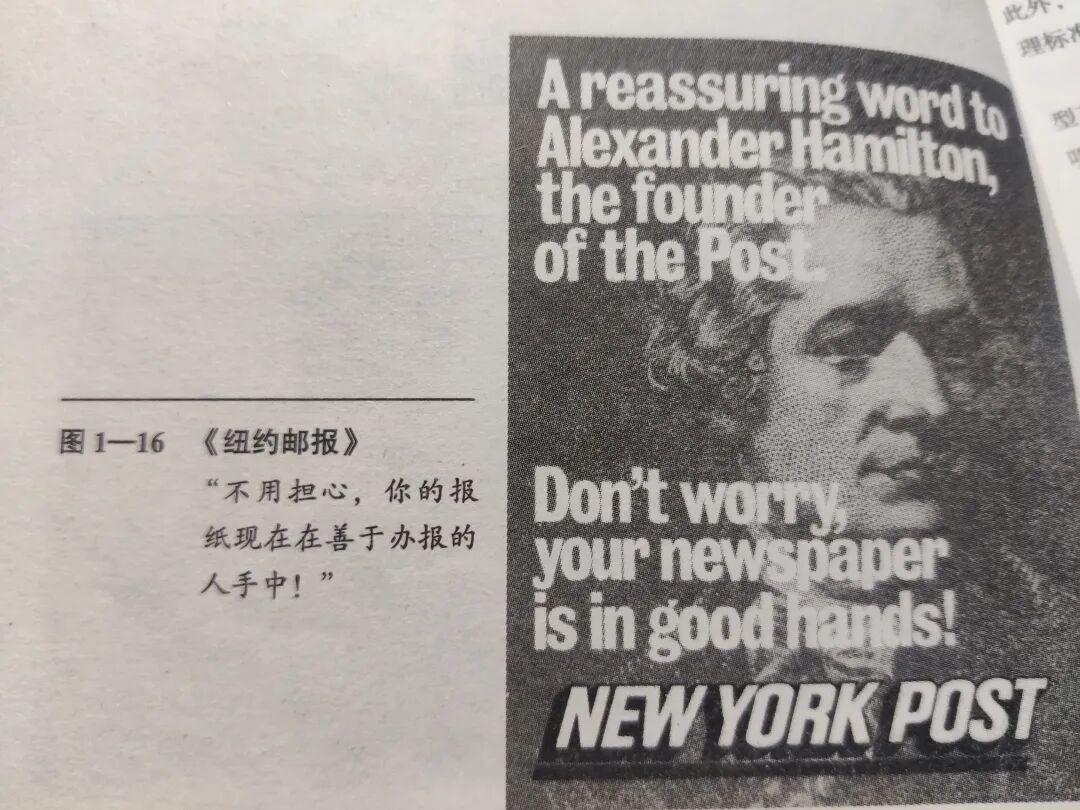 图1—16 《纽约邮报》
“不用担心，你的报
纸现在在善于办报的
人手中！”
A reassuring word to
Alexander Hamilton,
the founder
of the Post.
Don't worry,
your newspaper
is in good hands!
NEW YORK POST
此外，
理标准